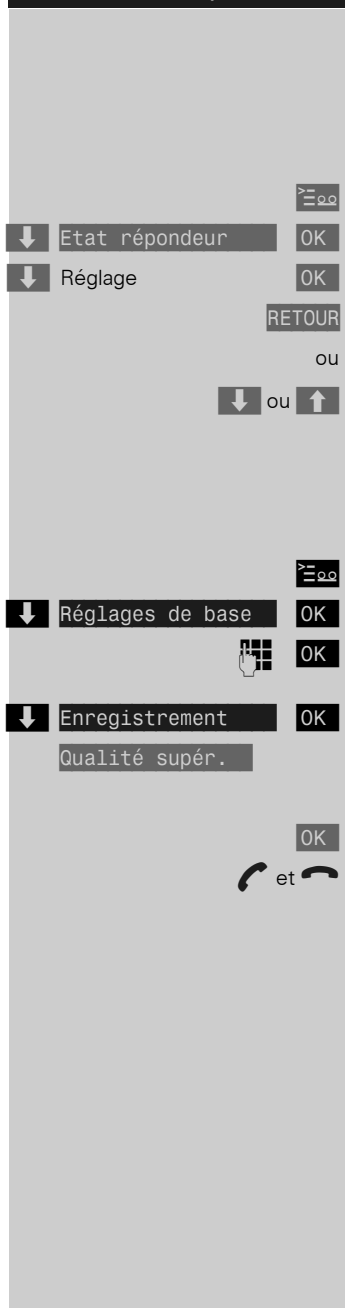 Etat répondeur OK
Réglage OK
RETOUR
ou
ou
Réglages de base OK
OK
Enregistrement OK
Qualité supér.
OK
et